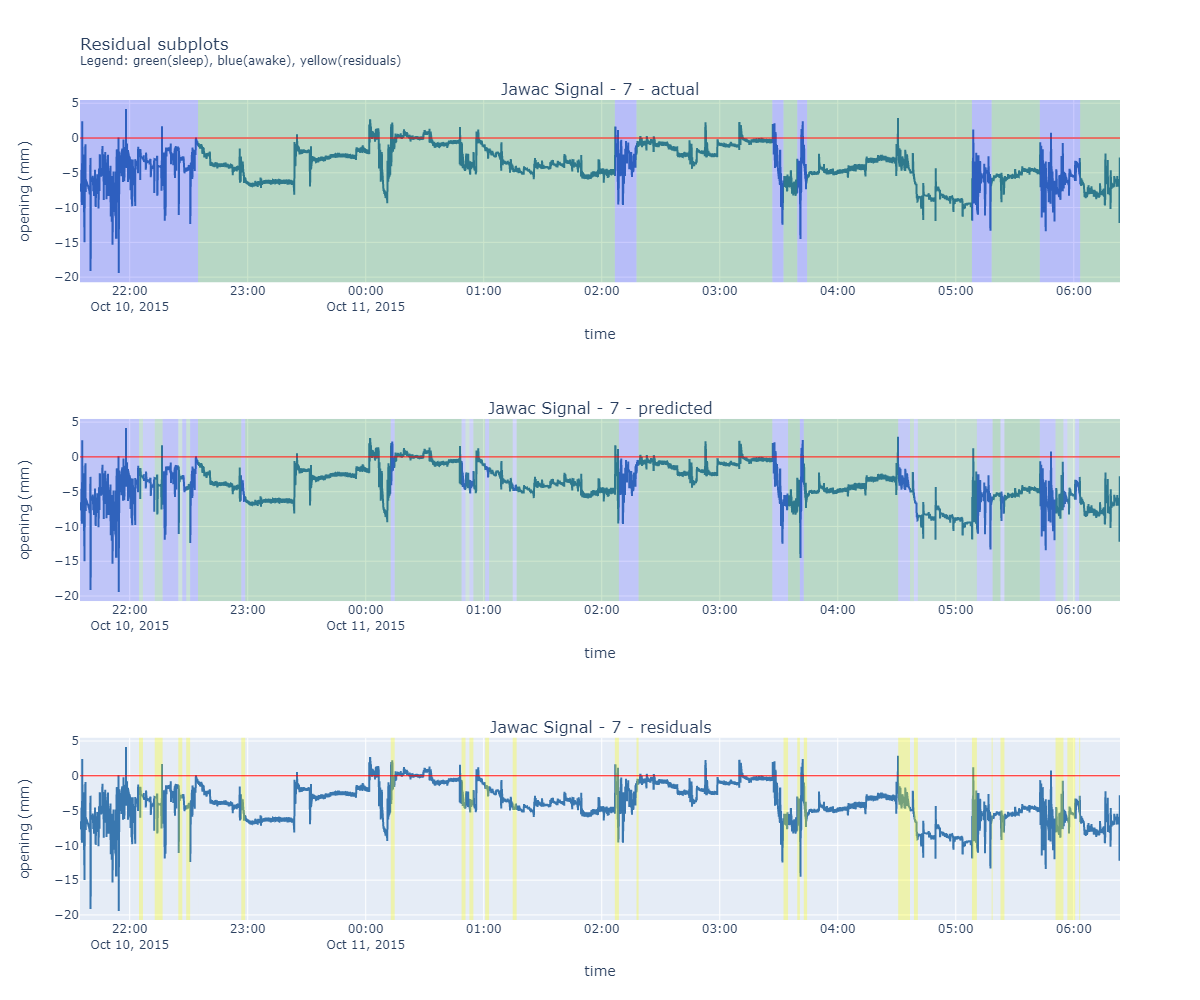 Residual subplots
Legend: green(sleep), blue(awake), yellow(residuals)
Jawac Signal - 7 - actual
5
0
−5
−10
−15
−20
opening (mm)
22:00 23:00 00:00 01:00 02:00 03:00 04:00 05:00 06:00
Oct 10, 2015 Oct 11, 2015
time
Jawac Signal - 7 - predicted
5
0
−5
−10
−15
−20
opening (mm)
22:00 23:00 00:00 01:00 02:00 03:00 04:00 05:00 06:00
Oct 10, 2015 Oct 11, 2015
time
Jawac Signal - 7 - residuals
5
0
−5
−10
−15
−20
opening (mm)
22:00 23:00 00:00 01:00 02:00 03:00 04:00 05:00 06:00
Oct 10, 2015 Oct 11, 2015
time